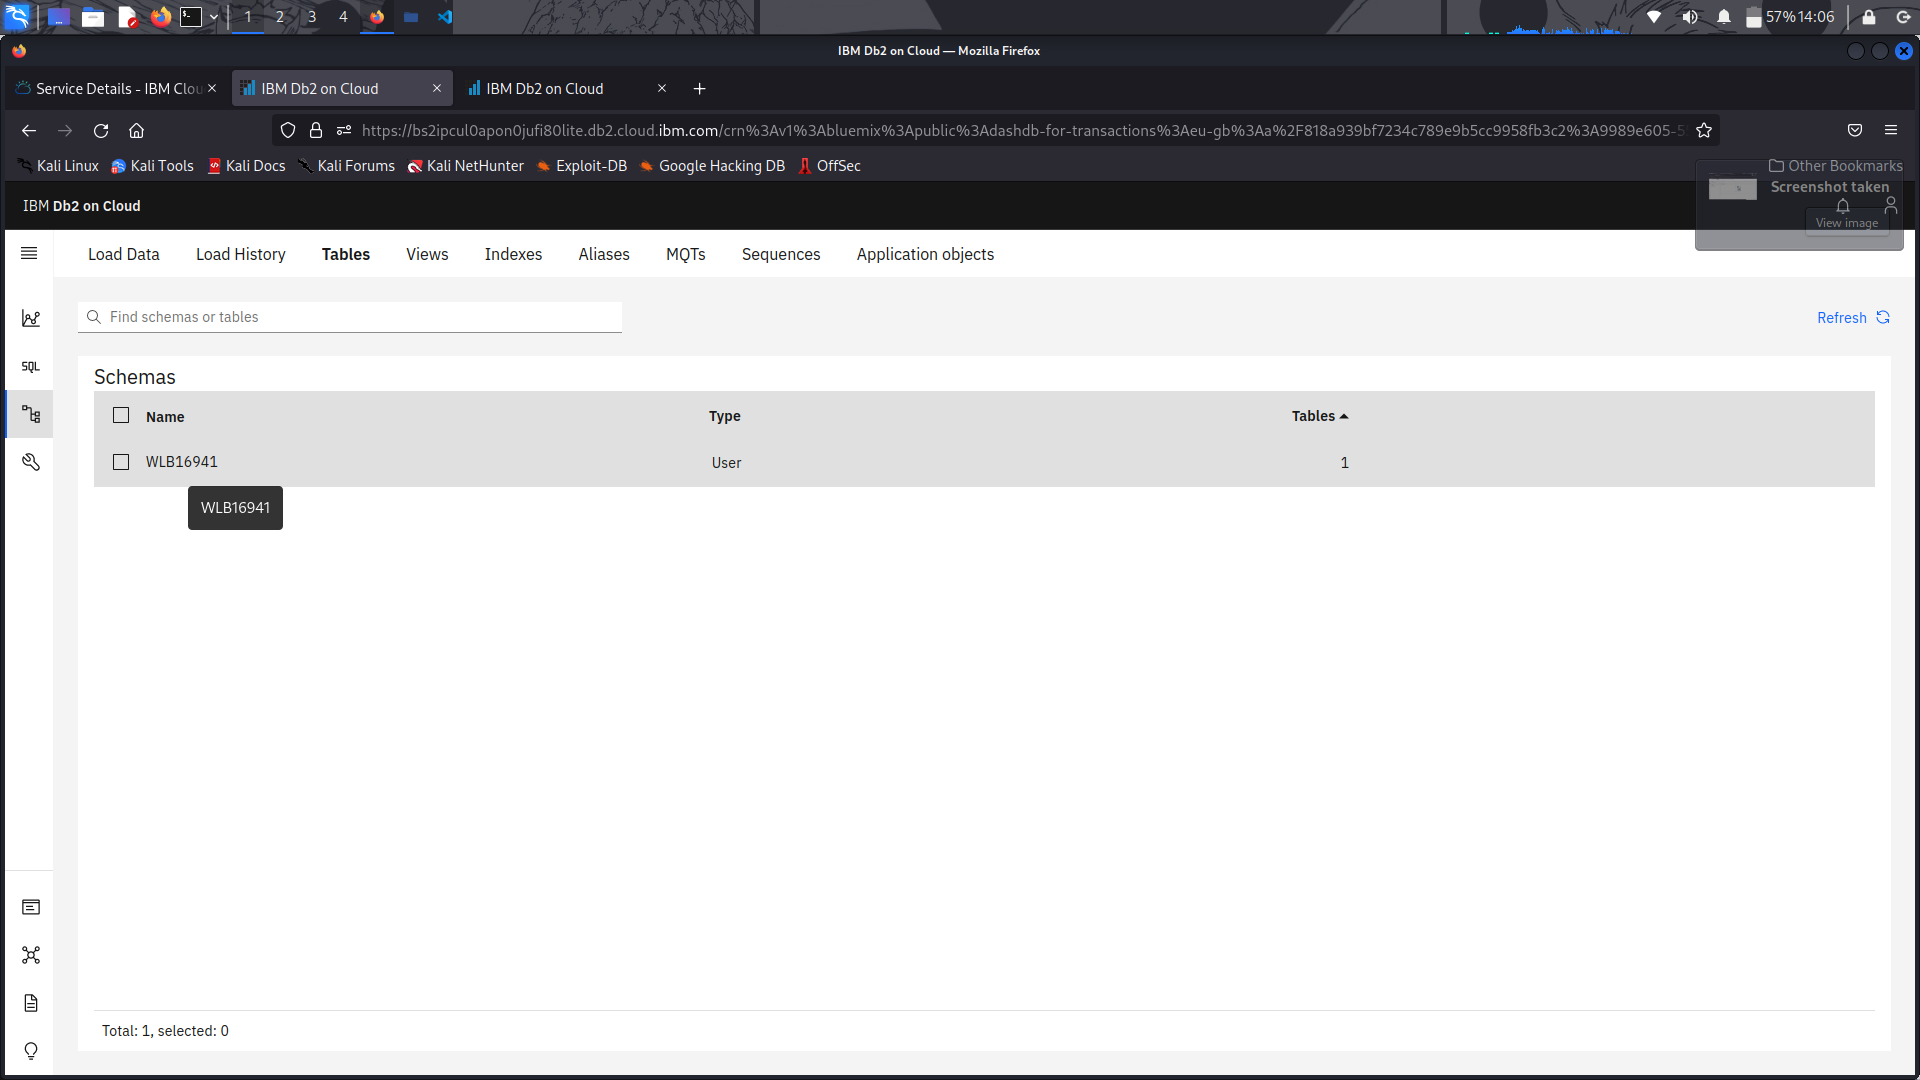 1 2 3 4 57% 14:06
IBM Db2 on Cloud — Mozilla Firefox
Service Details - IBM Clou IBM Db2 on Cloud IBM Db2 on Cloud
https://bs2ipcul0apon0jufi80lite.db2.cloud.ibm.com/crn%3Av1%3Abluemix%3Apublic%3Adashdb-for-transactions%3Aeu-gb%3Aa%2F818a939bf7234c789e9b5cc9958fb3c2%3A9989e605-5
Kali Linux Kali Tools Kali Docs Kali Forums Kali NetHunter Exploit-DB Google Hacking DB OffSec Other Bookmarks
Screenshot taken
View image
IBM Db2 on Cloud
Load Data Load History Tables Views Indexes Aliases MQTs Sequences Application objects
Find schemas or tables Refresh
SQL
Schemas
Name Type Tables
WLB16941 User 1
WLB16941
Total: 1, selected: 0